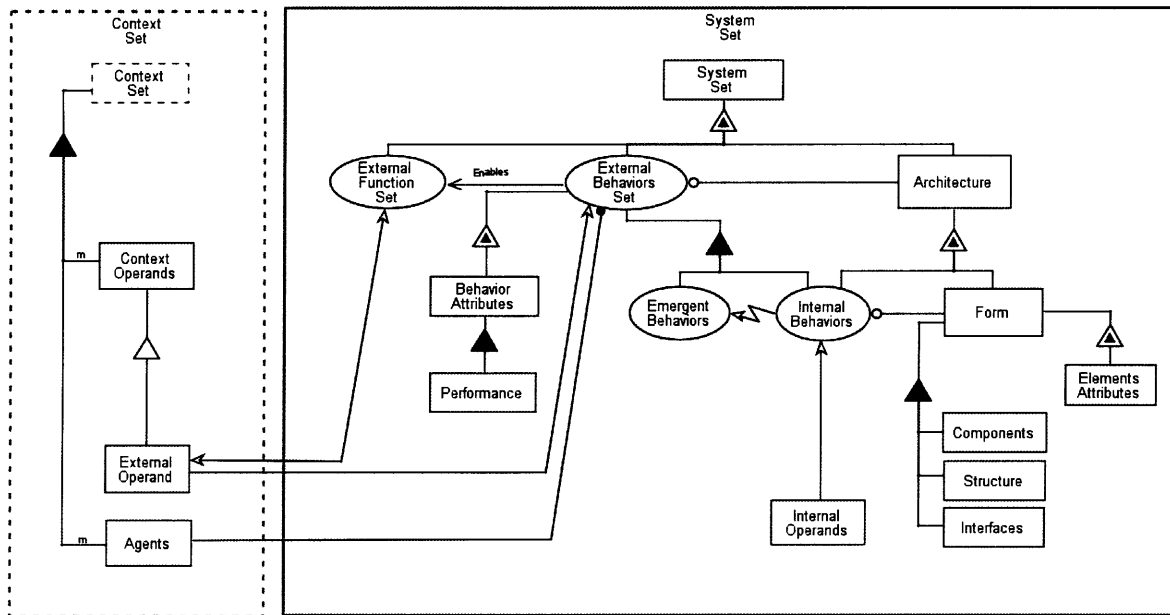 Context
Set
System
Set
Context
Set
System
Set
External
Function
Set
Enables
External
Behaviors
Set
Architecture
m
Context
Operands
Behavior
Attributes
Emergent
Behaviors
Internal
Behaviors
Form
Performance
Elements
Attributes
Components
External
Operand
Structure
Internal
Operands
Interfaces
m
Agents